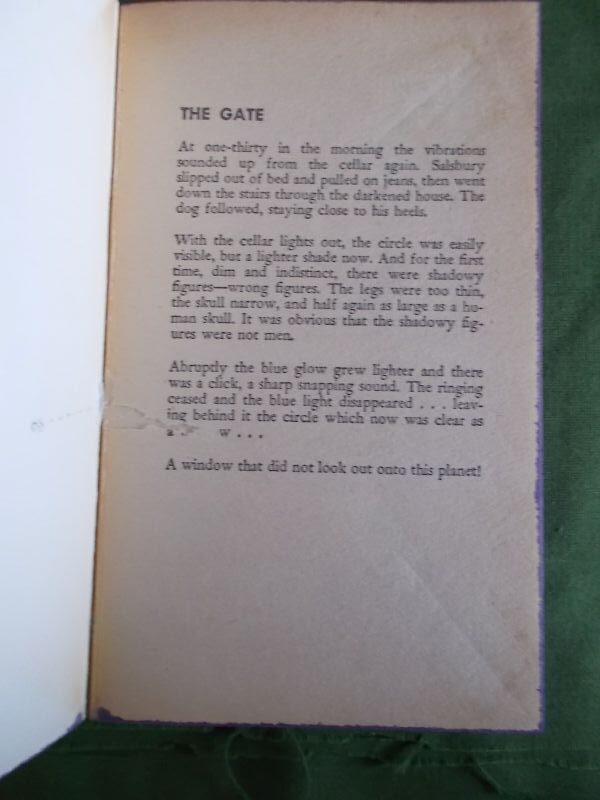 THE GATE
At one-thirty in the morning the vibrations
sounded up from the cellar again. Salsbury
slipped out of bed and pulled on jeans, then went
down the stairs through the darkened house. The
dog followed, staying close to his heels.
With the cellar lights out, the circle was easily
visible, but a lighter shade now. And for the first
time, dim and indistinct, there were shadowy
figures—wrong figures. The legs were too thin,
the skull narrow, and half again as large as a hu-
man skull. It was obvious that the shadowy fig-
ures were not men.
Abruptly the blue glow grew lighter and there
was a click, a sharp snapping sound. The ringing
ceased and the blue light disappeared . . . leav-
ing behind it the circle which now was clear as
a w . . .
A window that did not look out onto this planet!